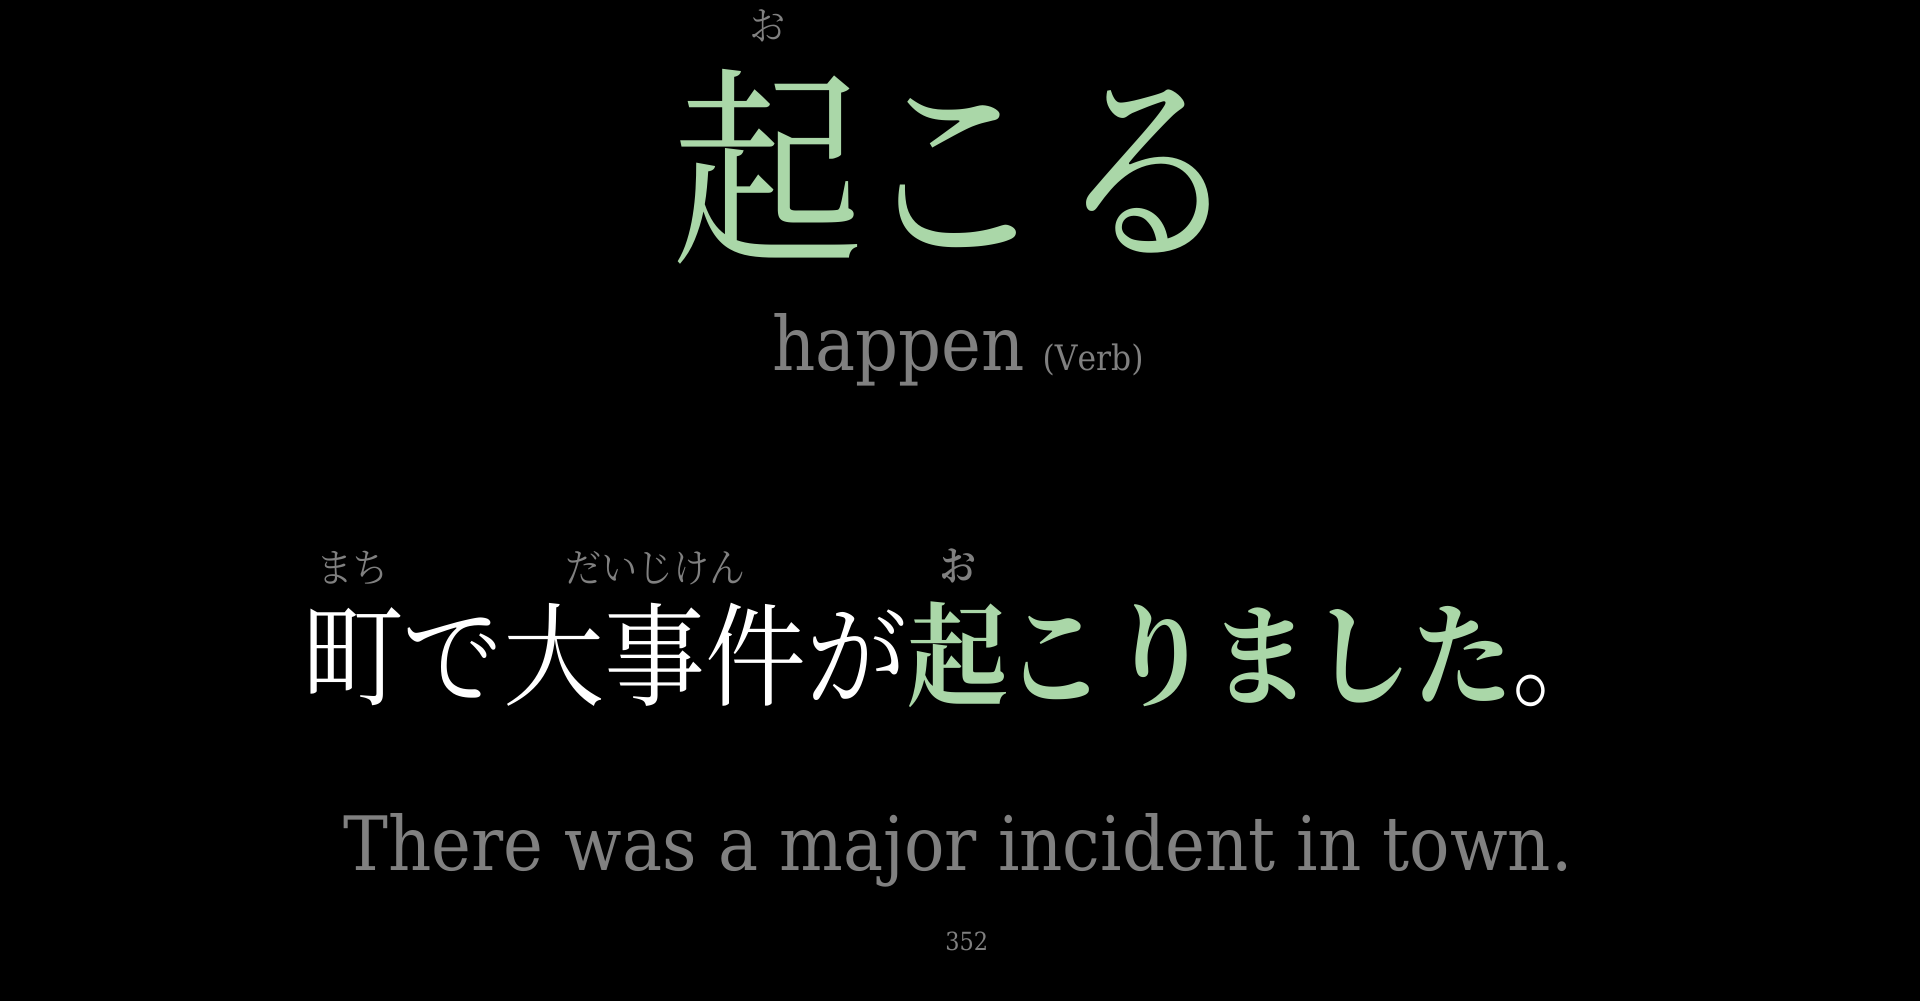 お
起こる
happen (Verb)
まち だいじけん お
町で大事件が起こりました。
There was a major incident in town.
352